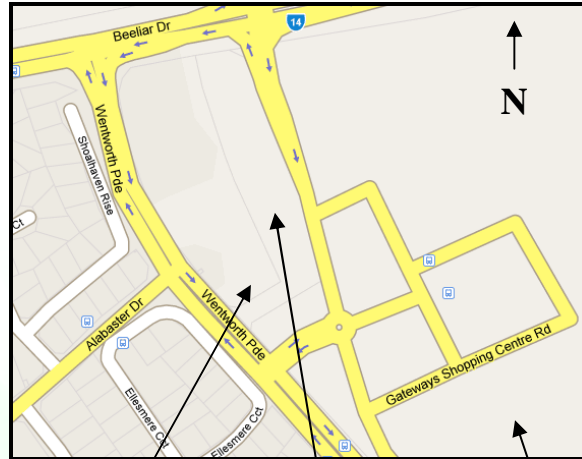 Beeliar Dr
14
N
Wentworth Pde
Shoalhaven Rise
Ct
Alabaster Dr
Wentworth Pde
Ellesmere Cct
Ellesmere Cct
Gateways Shopping Centre Rd